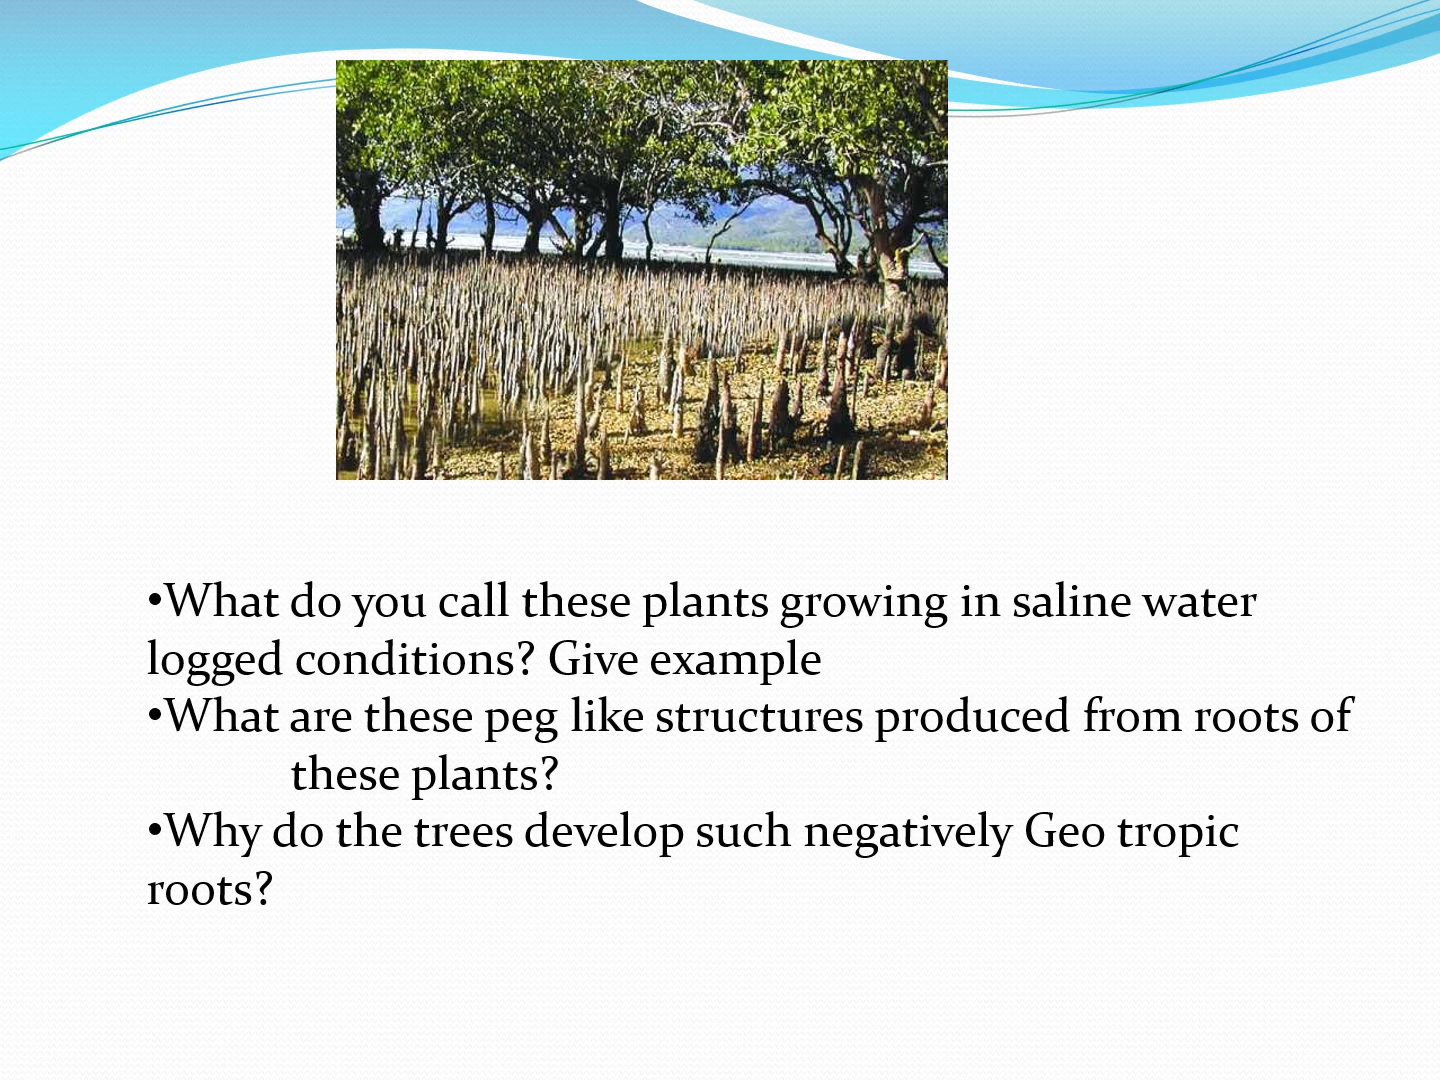 •What do you call these plants growing in saline water
logged conditions? Give example
•What are these peg like structures produced from roots of
these plants?
•Why do the trees develop such negatively Geo tropic
roots?